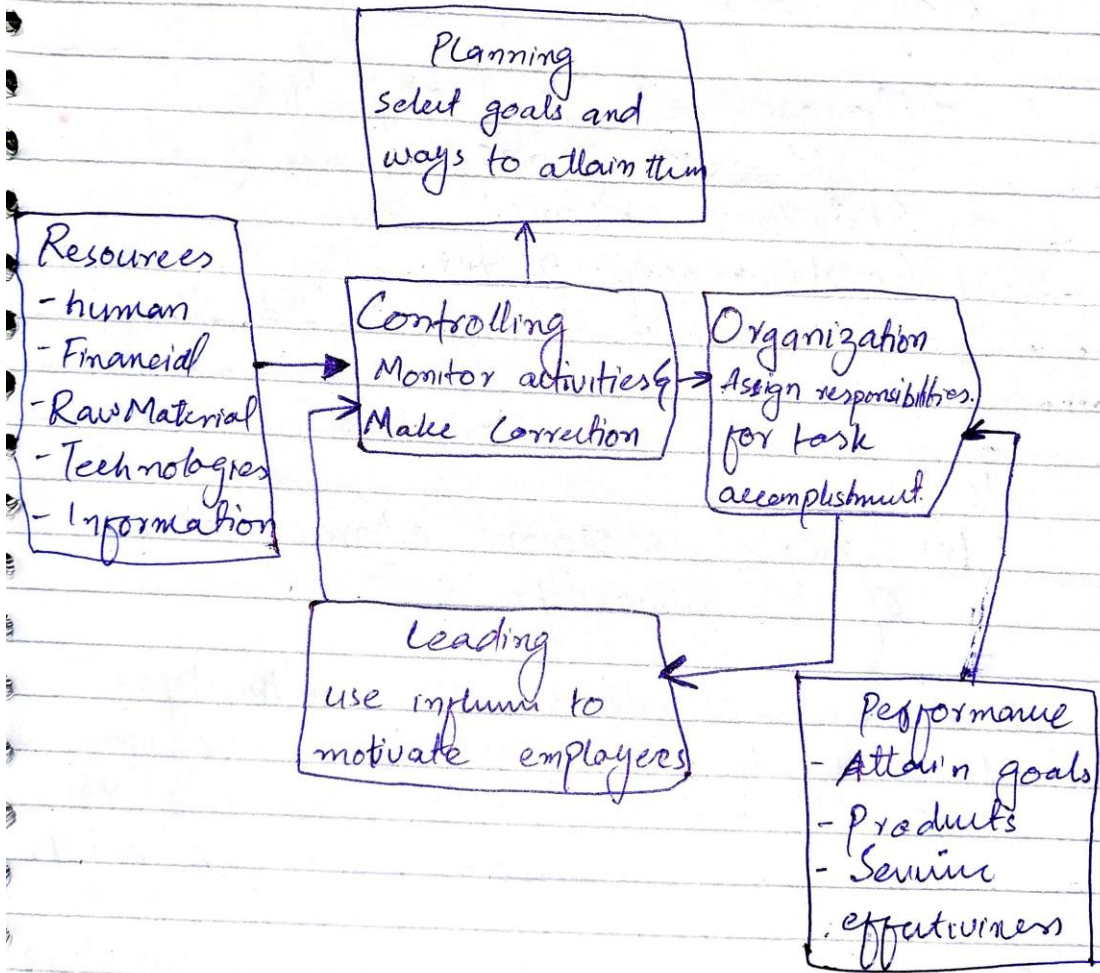 Planning
select goals and
ways to attain them
Resources
- human
- Financial
- Raw Material
- Technologies
- Information
Controlling
Monitor activities &
Make Correction
Organization
Assign responsibilities.
for task
accomplishment.
Leading
use influence to
motivate employees
Performance
- Attain goals
- Products
- Service
effectiveness